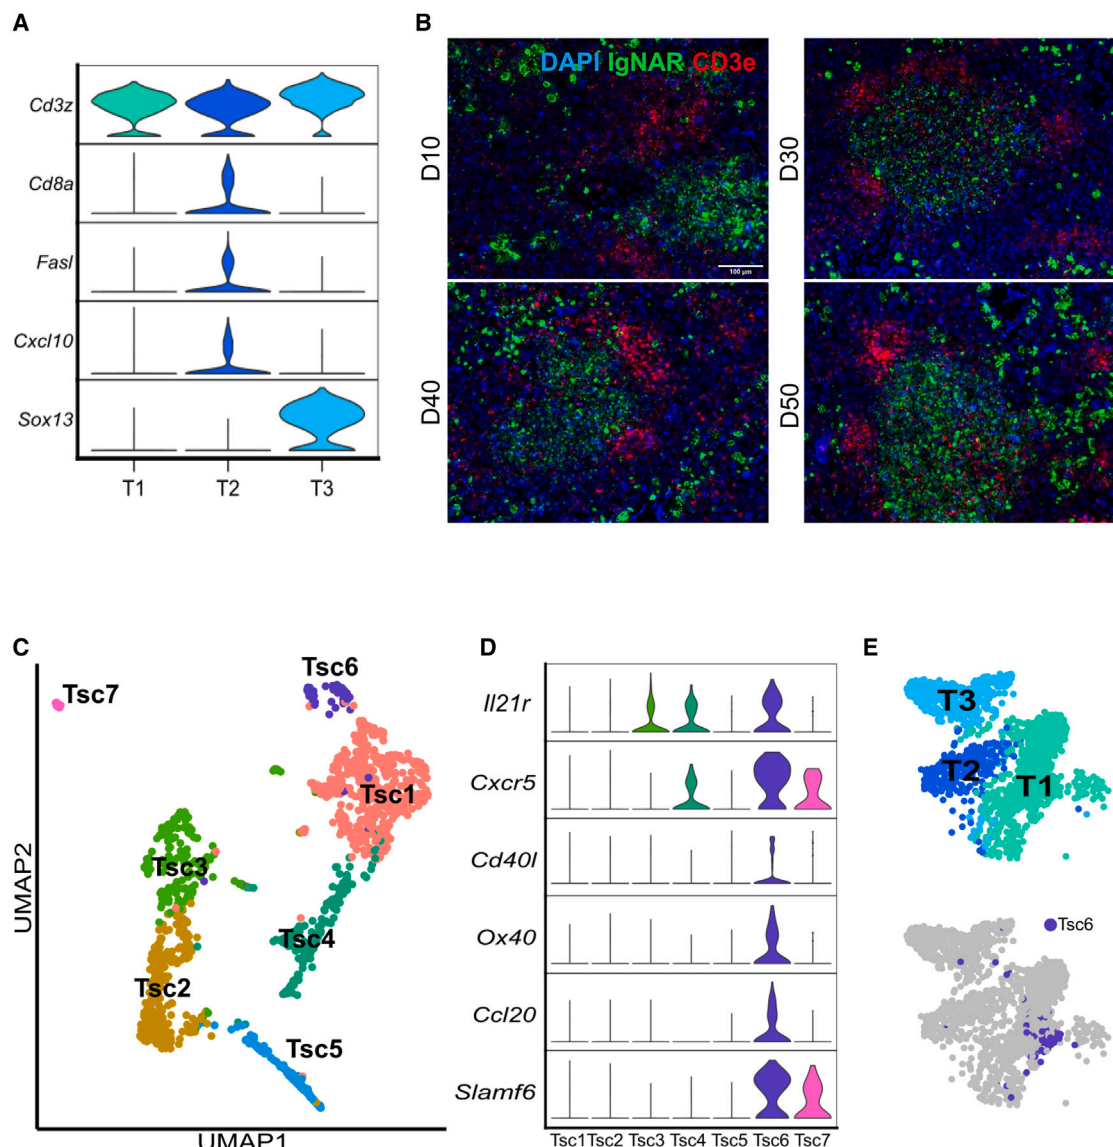 A
Cd3z
Cd8a
Fasl
Cxcl10
Sox13
T1 T2 T3
B
DAPI IgNAR CD3e
D10
100 µm
D30
D40
D50
C
Tsc7
Tsc6
Tsc1
Tsc3
Tsc4
Tsc2
Tsc5
UMAP2
UMAP1
D
Il21r
Cxcr5
Cd40l
Ox40
Ccl20
Slamf6
Tsc1 Tsc2 Tsc3 Tsc4 Tsc5 Tsc6 Tsc7
E
T3
T2
T1
Tsc6